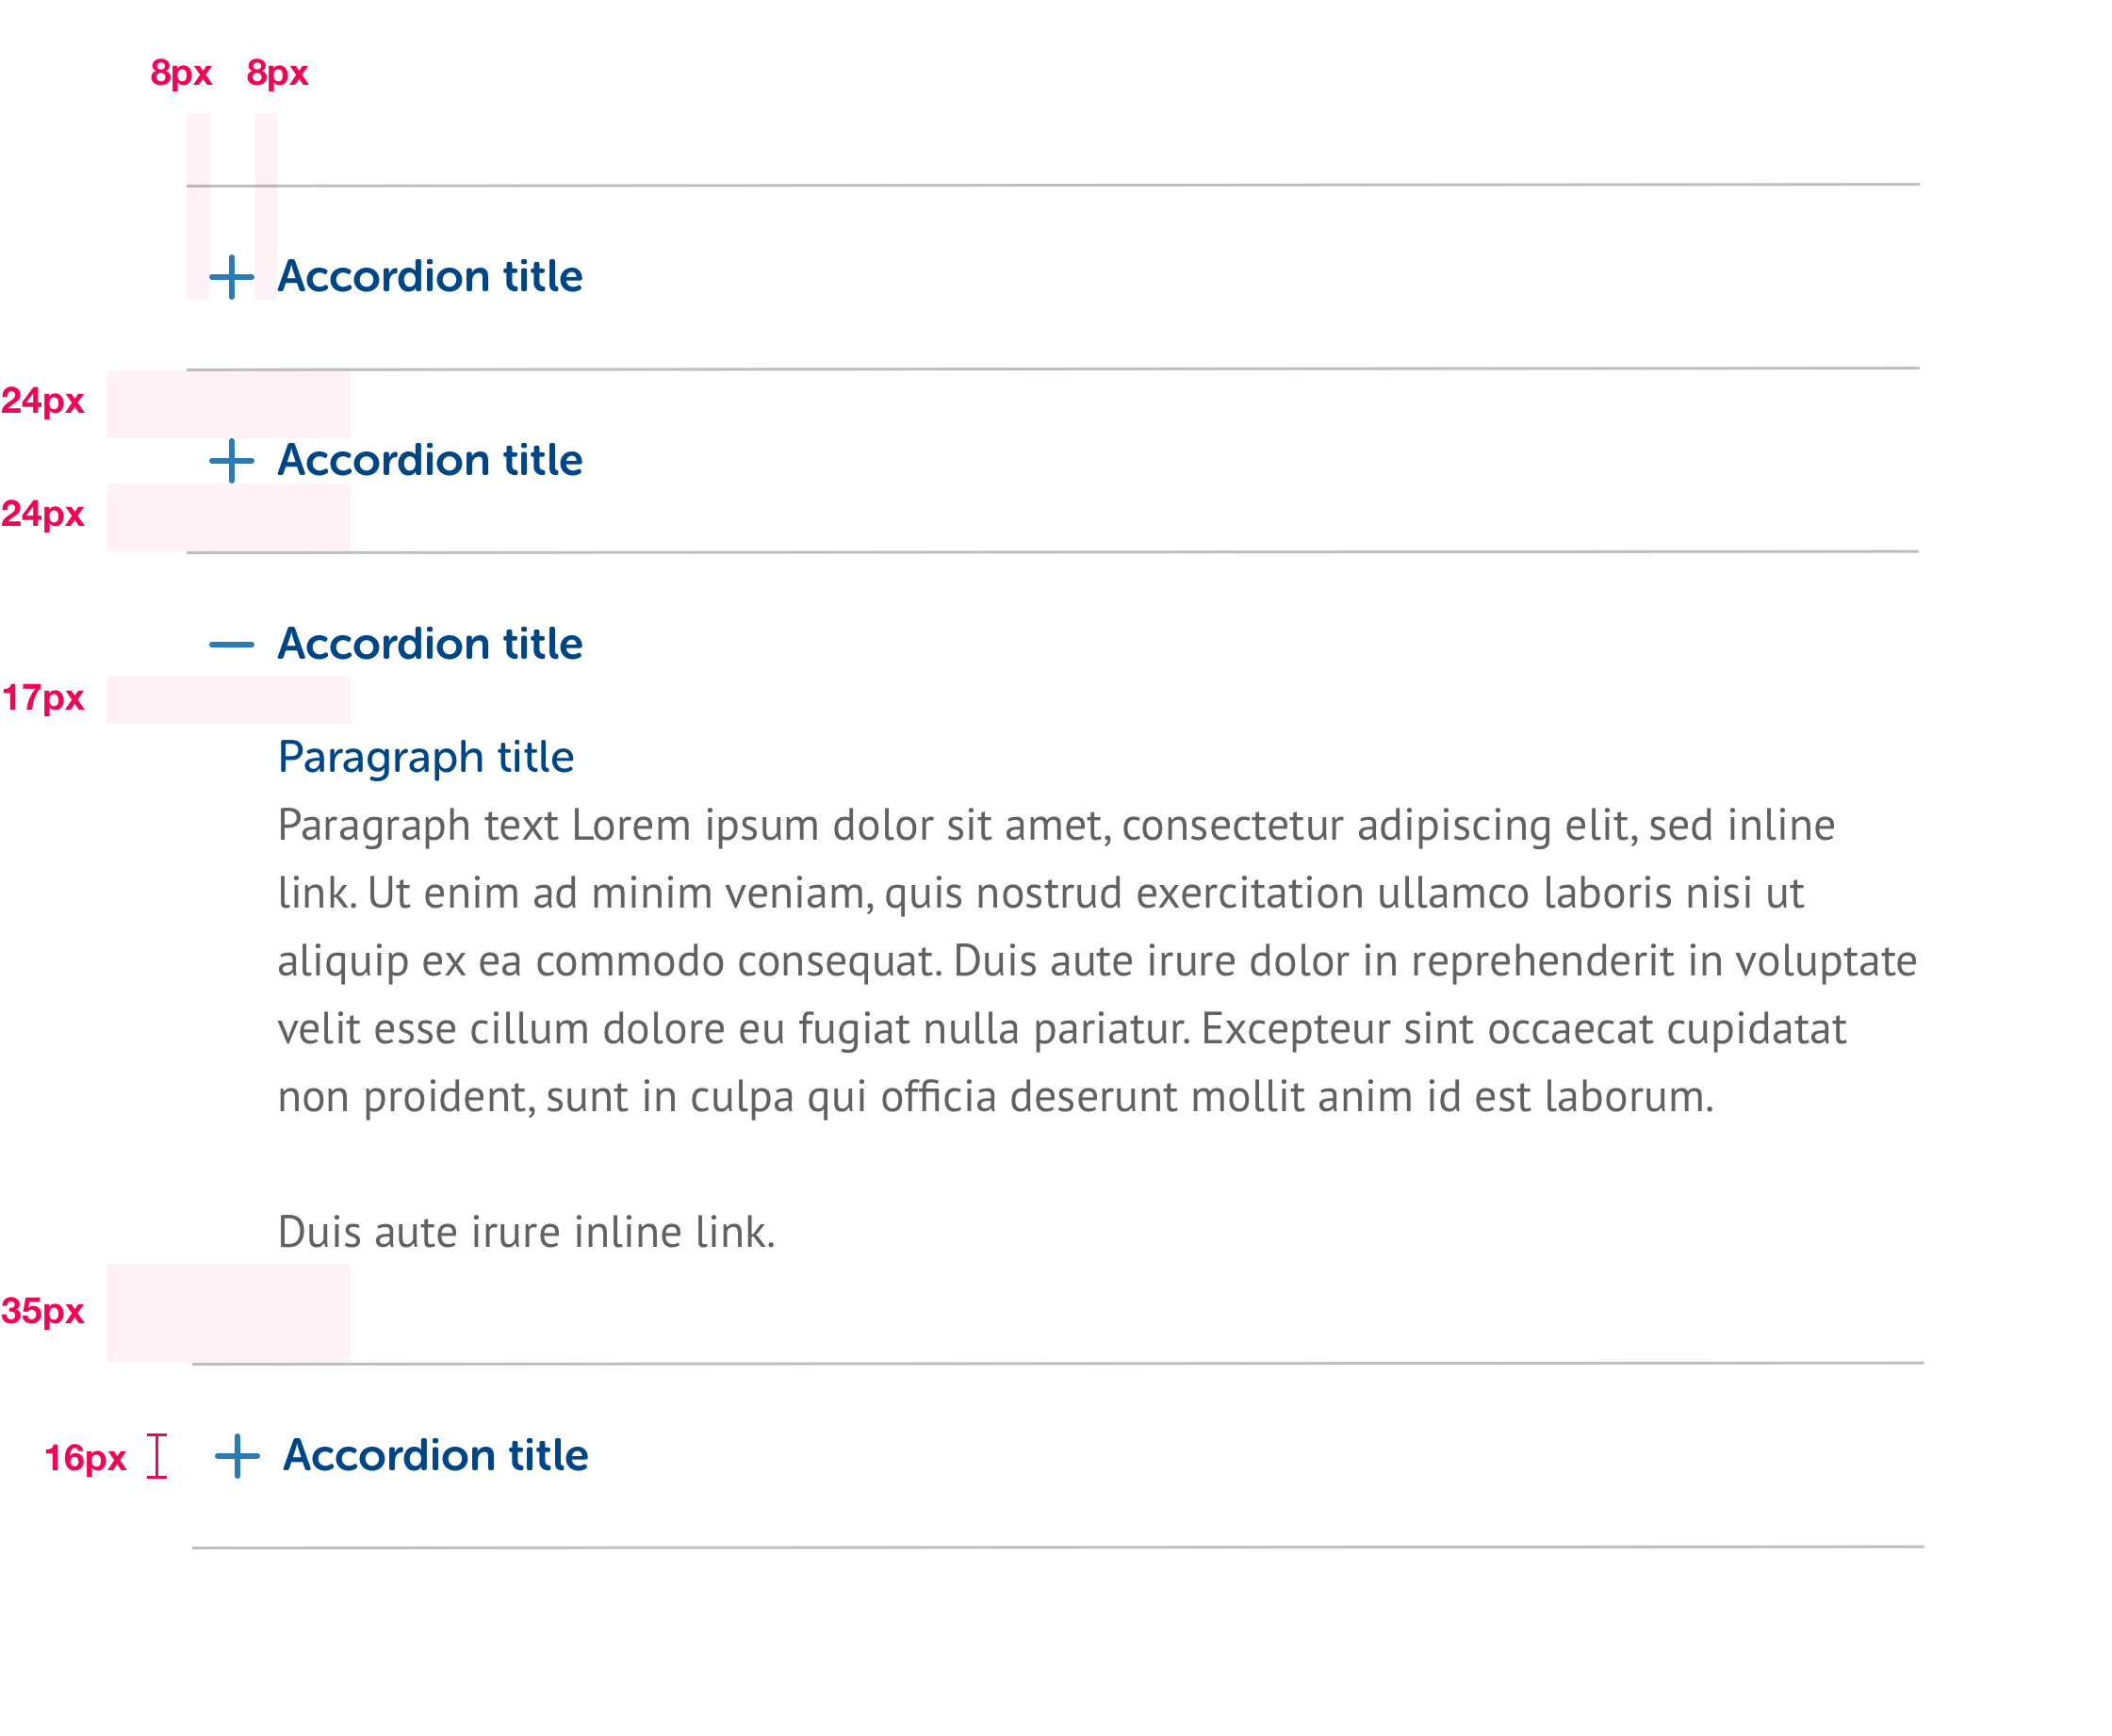 8px 8px
Accordion title
24px
Accordion title
24px
Accordion title
17px
Paragraph title
Paragraph text Lorem ipsum dolor sit amet, consectetur adipiscing elit, sed inline
link. Ut enim ad minim veniam, quis nostrud exercitation ullamco laboris nisi ut
aliquip ex ea commodo consequat. Duis aute irure dolor in reprehenderit in voluptate
velit esse cillum dolore eu fugiat nulla pariatur. Excepteur sint occaecat cupidatat
non proident, sunt in culpa qui officia deserunt mollit anim id est laborum.
Duis aute irure inline link.
35px
16px Accordion title